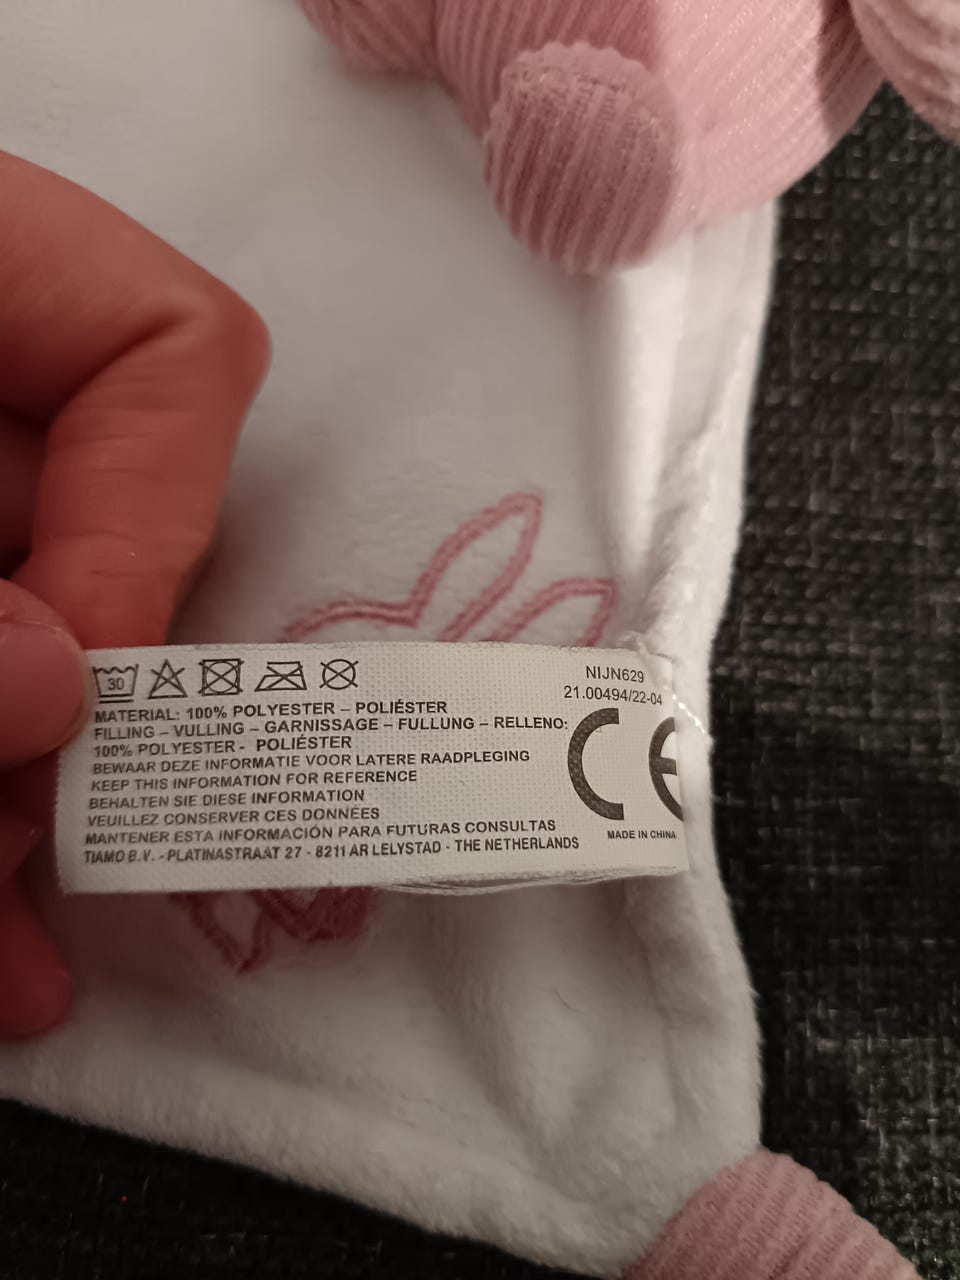 30
NIJN629
21.00494/22-04
MATERIAL: 100% POLYESTER – POLIÉSTER
FILLING – VULLING – GARNISSAGE – FULLUNG – RELLENO:
100% POLYESTER - POLIÉSTER
BEWAAR DEZE INFORMATIE VOOR LATERE RAADPLEGING
KEEP THIS INFORMATION FOR REFERENCE
BEHALTEN SIE DIESE INFORMATION
VEUILLEZ CONSERVER CES DONNÉES
MANTENER ESTA INFORMACIÓN PARA FUTURAS CONSULTAS
TIAMO B.V. - PLATINASTRAAT 27 - 8211 AR LELYSTAD - THE NETHERLANDS
CE
MADE IN CHINA